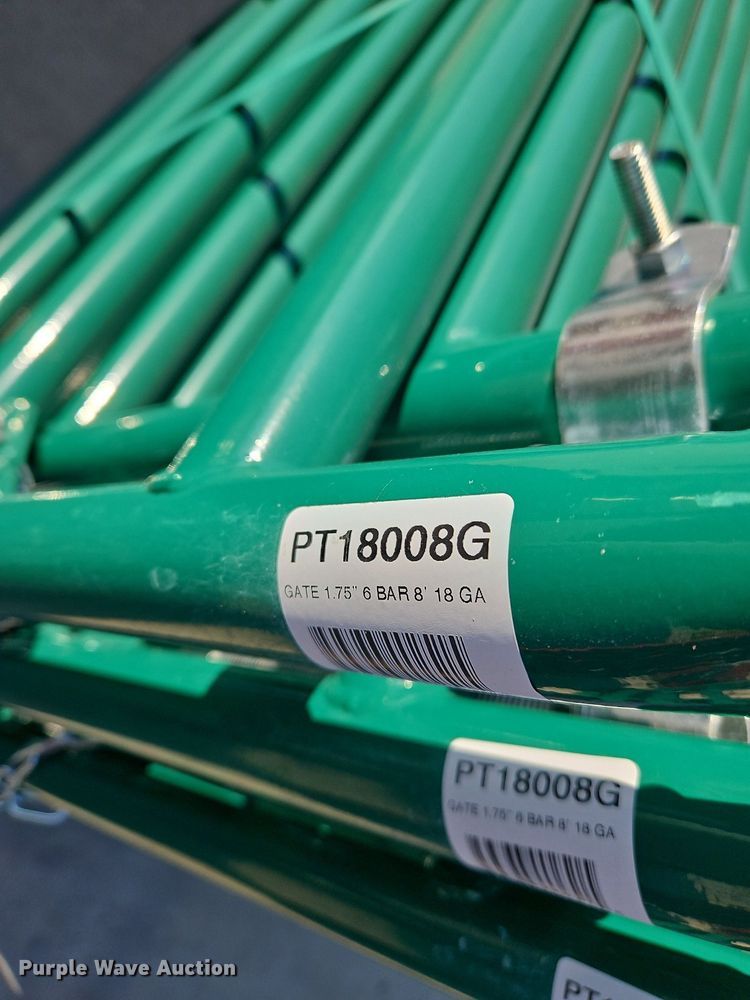 PT18008G
GATE 1.75" 6 BAR 8' 18 GA
PT18008G
GATE 1.75" 6 BAR 8' 18 GA
PT1
Purple Wave Auction